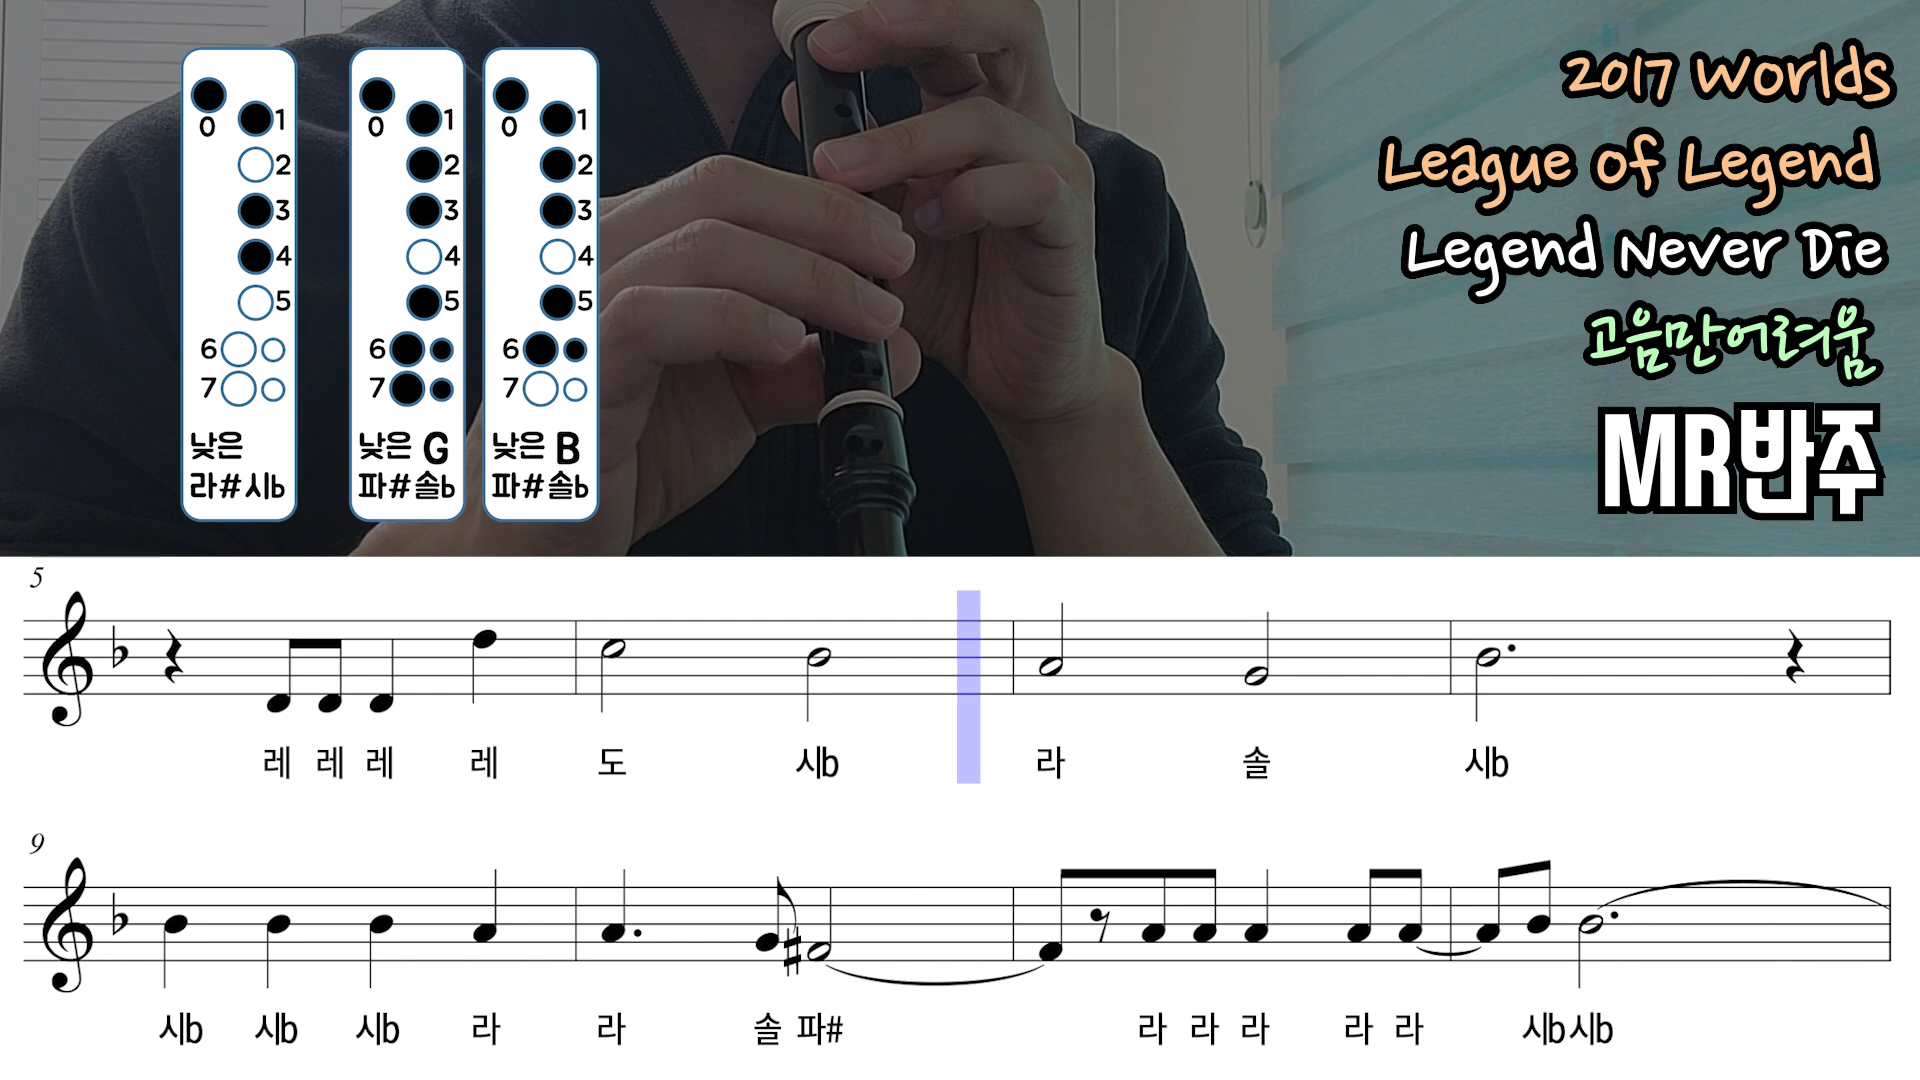 2017 Worlds
League of Legend
Legend Never Die
고음만어려움
MR반주
0 1
2
3
4
5
6
7
낮은
라#시b
0 1
2
3
4
5
6
7
낮은 G
파#솔b
0 1
2
3
4
5
6
7
낮은 B
파#솔b
5
레 레 레 레 도 시b 라 솔 시b
9
시b 시b 시b 라 라 솔 파# 라 라 라 라 라 시b 시b